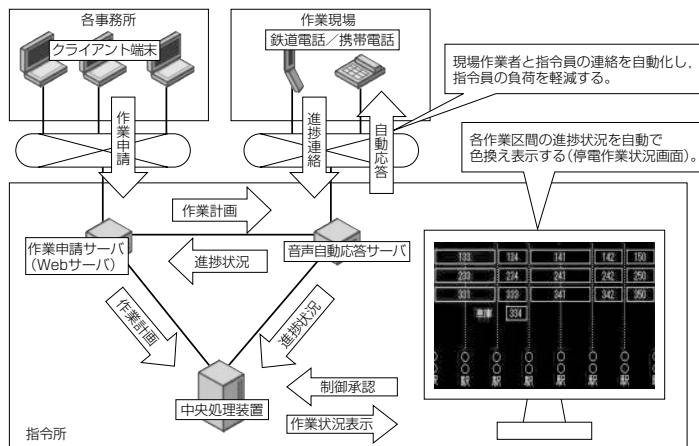 各事務所
クライアント端末
作業現場
鉄道電話／携帯電話
現場作業者と指令員の連絡を自動化し，
指令員の負荷を軽減する。
作業申請
進捗連絡
自動応答
各作業区間の進捗状況を自動で
色換え表示する（停電作業状況画面）。
作業計画
作業申請サーバ
（Webサーバ）
進捗状況
音声自動応答サーバ
作業計画
進捗状況
中央処理装置
制御承認
作業状況表示
指令所
133 134 141 142 150
233 234 241 242 250
331 333 341 342 350
334
○○駅 ○○駅 ○○駅 ○○駅 ○○駅 ○○駅